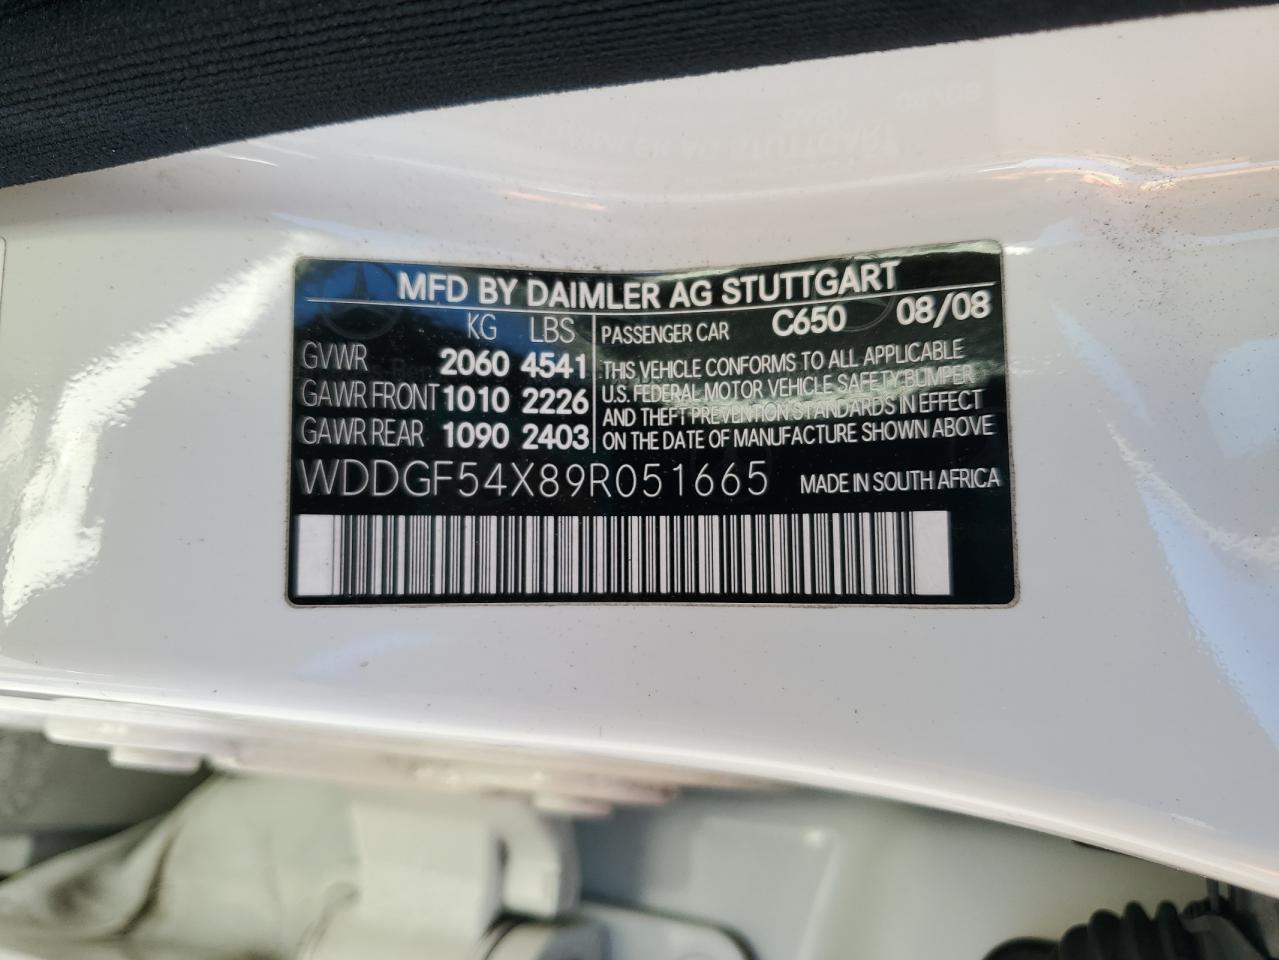 MFD BY DAIMLER AG STUTTGART
KG LBS
GVWR 2060 4541
GAWR FRONT 1010 2226
GAWR REAR 1090 2403
PASSENGER CAR C650 08/08
THIS VEHICLE CONFORMS TO ALL APPLICABLE
U.S. FEDERAL MOTOR VEHICLE SAFETY BUMPER
AND THEFT PREVENTION STANDARDS IN EFFECT
ON THE DATE OF MANUFACTURE SHOWN ABOVE
WDDGF54X89R051665 MADE IN SOUTH AFRICA